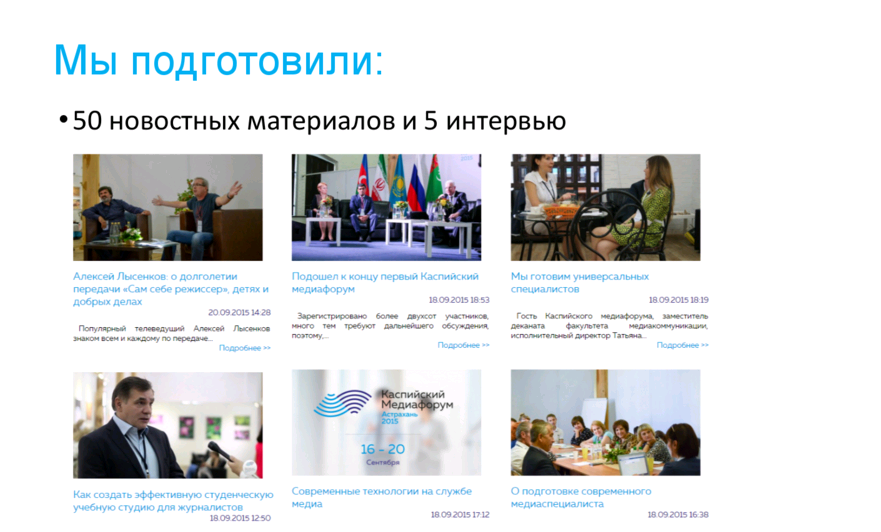 Мы подготовили:
• 50 новостных материалов и 5 интервью
Алексей Лысенков: о долголетии
передачи «Сам себе режиссер», детях и
добрых делах
20.09.2015 14:28
Популярный телеведущий Алексей Лысенков
знаком всем и каждому по передаче...
Подробнее >>
Подошел к концу первый Каспийский
медиафорум
18.09.2015 18:53
Зарегистрировано более двухсот участников,
много тем требуют дальнейшего обсуждения,
поэтому,...
Подробнее >>
Мы готовим универсальных
специалистов
18.09.2015 18:19
Гость Каспийского медиафорума, заместитель
деканата факультета медиакоммуникации,
исполнительный директор Татьяна...
Подробнее >>
Как создать эффективную студенческую
учебную студию для журналистов
18.09.2015 12:50
Каспийский
Медиафорум
Астрахань
2015
16 - 20
Сентября
Современные технологии на службе
медиа
18.09.2015 17:12
О подготовке современного
медиаспециалиста
18.09.2015 16:38